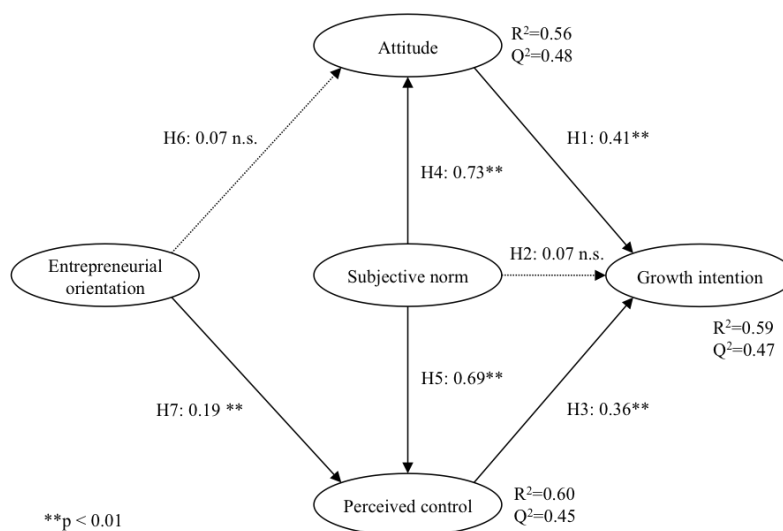 Attitude
R²=0.56
Q²=0.48
H6: 0.07 n.s.
H1: 0.41**
H4: 0.73**
Entrepreneurial
orientation
Subjective norm
H2: 0.07 n.s.
Growth intention
R²=0.59
Q²=0.47
H5: 0.69**
H7: 0.19 **
H3: 0.36**
Perceived control
R²=0.60
Q²=0.45
**p < 0.01